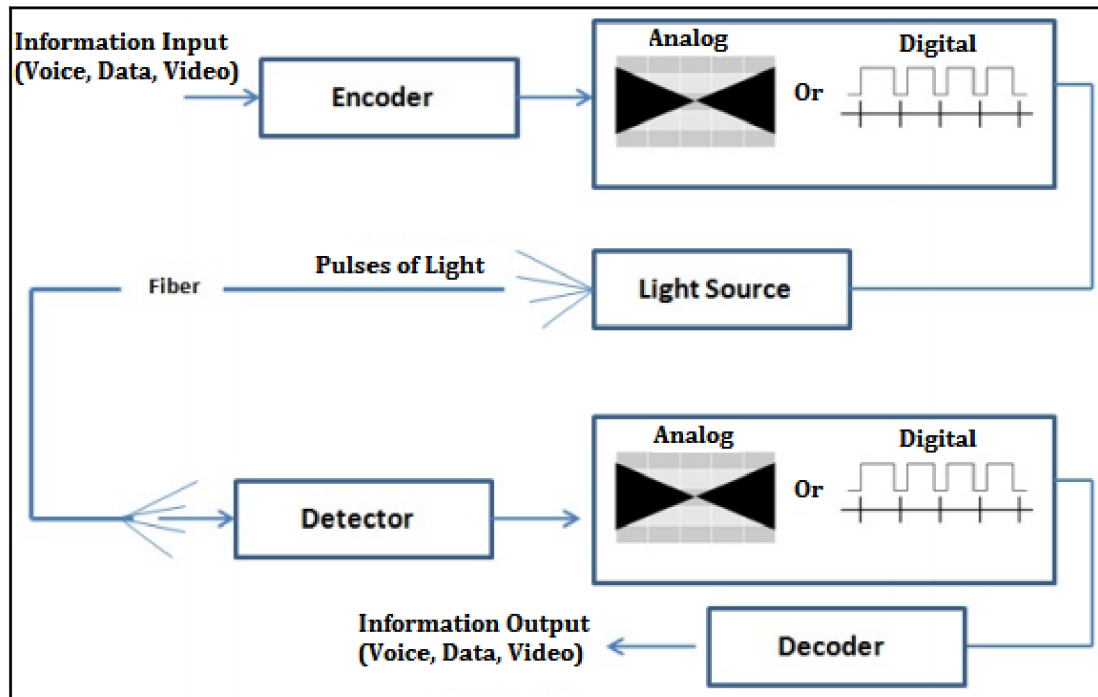 Information Input
(Voice, Data, Video)
Encoder
Analog
Digital
Or
Pulses of Light
Fiber
Light Source
Analog
Digital
Or
Detector
Information Output
(Voice, Data, Video)
Decoder